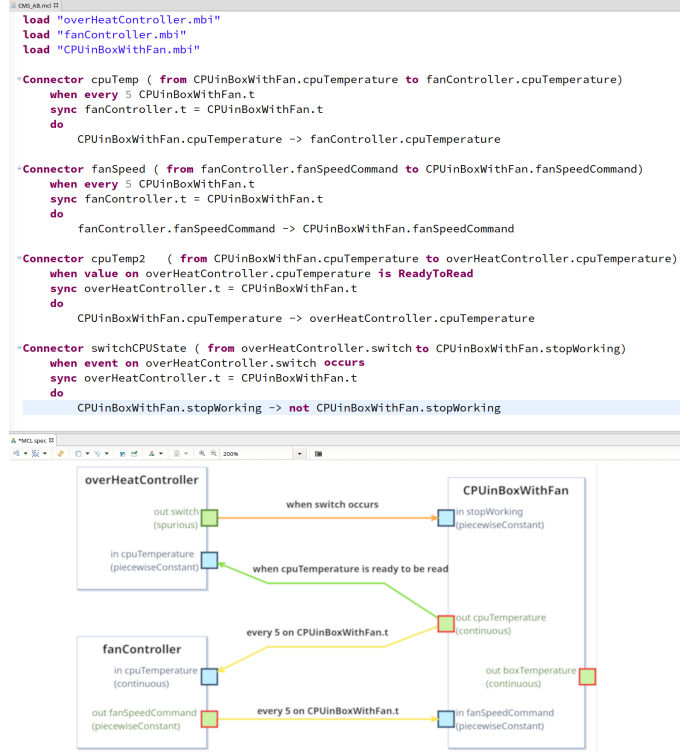 CMS_AB.mcl
load "overHeatController.mbi"
load "fanController.mbi"
load "CPUinBoxWithFan.mbi"
Connector cpuTemp ( from CPUinBoxWithFan.cpuTemperature to fanController.cpuTemperature)
when every 5 CPUinBoxWithFan.t
sync fanController.t = CPUinBoxWithFan.t
do
CPUinBoxWithFan.cpuTemperature -> fanController.cpuTemperature
Connector fanSpeed ( from fanController.fanSpeedCommand to CPUinBoxWithFan.fanSpeedCommand)
when every 5 CPUinBoxWithFan.t
sync fanController.t = CPUinBoxWithFan.t
do
fanController.fanSpeedCommand -> CPUinBoxWithFan.fanSpeedCommand
Connector cpuTemp2 ( from CPUinBoxWithFan.cpuTemperature to overHeatController.cpuTemperature)
when value on overHeatController.cpuTemperature is ReadyToRead
sync overHeatController.t = CPUinBoxWithFan.t
do
CPUinBoxWithFan.cpuTemperature -> overHeatController.cpuTemperature
Connector switchCPUState ( from overHeatController.switch to CPUinBoxWithFan.stopWorking)
when event on overHeatController.switch occurs
sync overHeatController.t = CPUinBoxWithFan.t
do
CPUinBoxWithFan.stopWorking -> not CPUinBoxWithFan.stopWorking
*MCL spec
200%
overHeatController
out switch
(spurious)
in cpuTemperature
(piecewiseConstant)
when switch occurs
CPUinBoxWithFan
in stopWorking
(piecewiseConstant)
when cpuTemperature is ready to be read
out cpuTemperature
(continuous)
every 5 on CPUinBoxWithFan.t
fanController
in cpuTemperature
(continuous)
out boxTemperature
(continuous)
out fanSpeedCommand
(piecewiseConstant)
every 5 on CPUinBoxWithFan.t
in fanSpeedCommand
(piecewiseConstant)